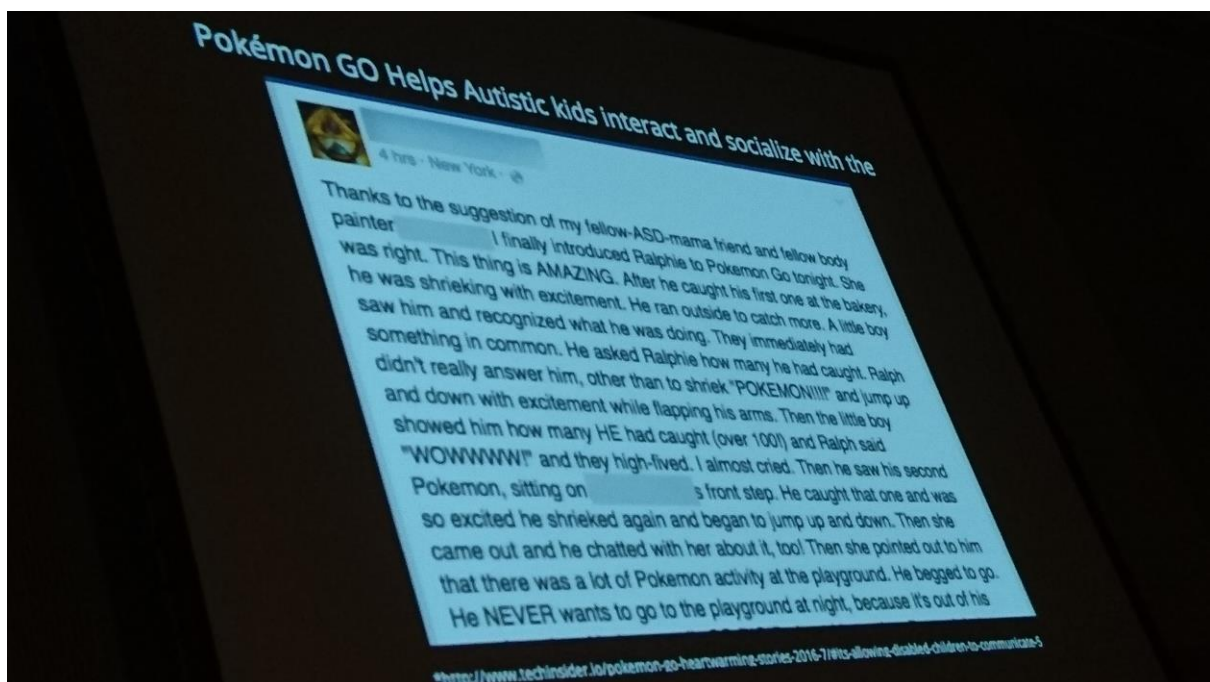 Pokémon GO Helps Autistic kids interact and socialize with the
4 hrs · New York ·
Thanks to the suggestion of my fellow-ASD-mama friend and fellow body
painter I finally introduced Ralphie to Pokemon Go tonight. She
was right. This thing is AMAZING. After he caught his first one at the bakery,
he was shrieking with excitement. He ran outside to catch more. A little boy
saw him and recognized what he was doing. They immediately had
something in common. He asked Ralphie how many he had caught. Ralph
didn't really answer him, other than to shriek "POKEMON!!!!" and jump up
and down with excitement while flapping his arms. Then the little boy
showed him how many HE had caught (over 100!) and Ralph said
"WOWWWW!" and they high-fived. I almost cried. Then he saw his second
Pokemon, sitting on s front step. He caught that one and was
so excited he shrieked again and began to jump up and down. Then she
came out and he chatted with her about it, too! Then she pointed out to him
that there was a lot of Pokemon activity at the playground. He begged to go.
He NEVER wants to go to the playground at night, because it's out of his
*http://www.techinsider.io/pokemon-go-heartwarming-stories-2016-7/#its-allowing-disabled-children-to-communicate-5